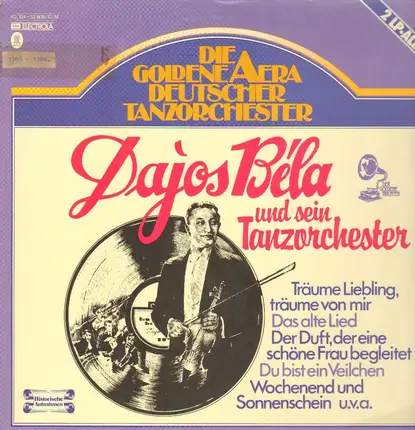 ELECTROLA
2 LP-AL
DIE
GOLDENE AERA
DEUTSCHER
TANZORCHESTER
Dajos Béla
und sein
Tanzorchester
Träume Liebling,
träume von mir
Das alte Lied
Der Duft, der eine
schöne Frau begleitet
Du bist ein Veilchen
Wochenend und
Sonnenschein u.v.a.
Historische
Aufnahmen